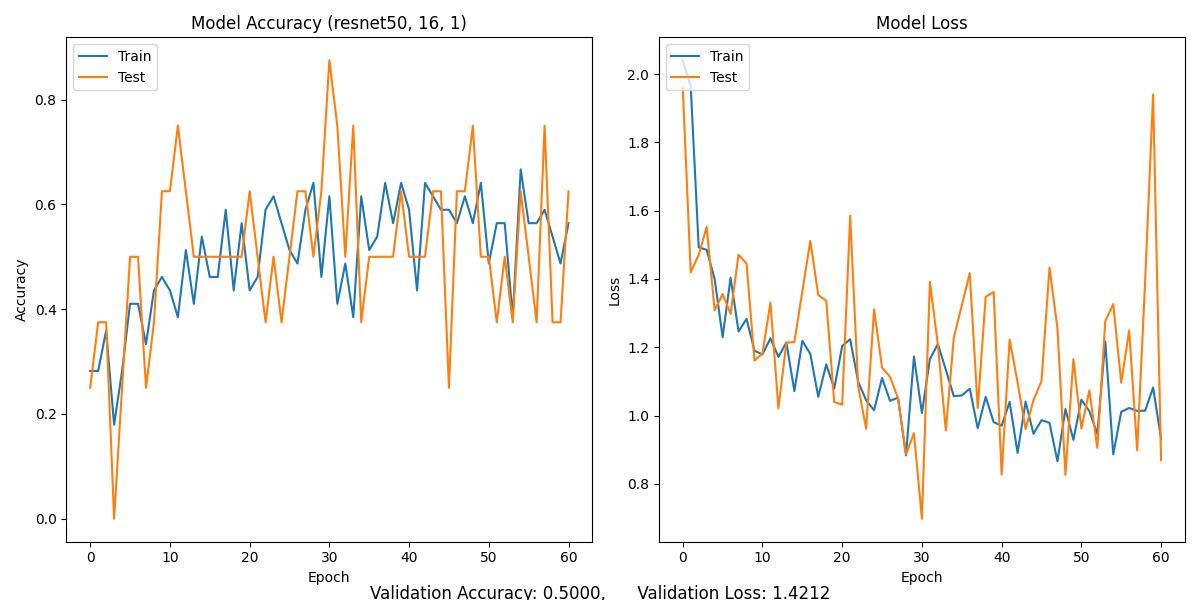 Model Accuracy (resnet50, 16, 1)
Train
Test
Accuracy
0.8
0.6
0.4
0.2
0.0
0 10 20 30 40 50 60
Epoch
Model Loss
Train
Test
Loss
2.0
1.8
1.6
1.4
1.2
1.0
0.8
0 10 20 30 40 50 60
Epoch
Validation Accuracy: 0.5000, Validation Loss: 1.4212